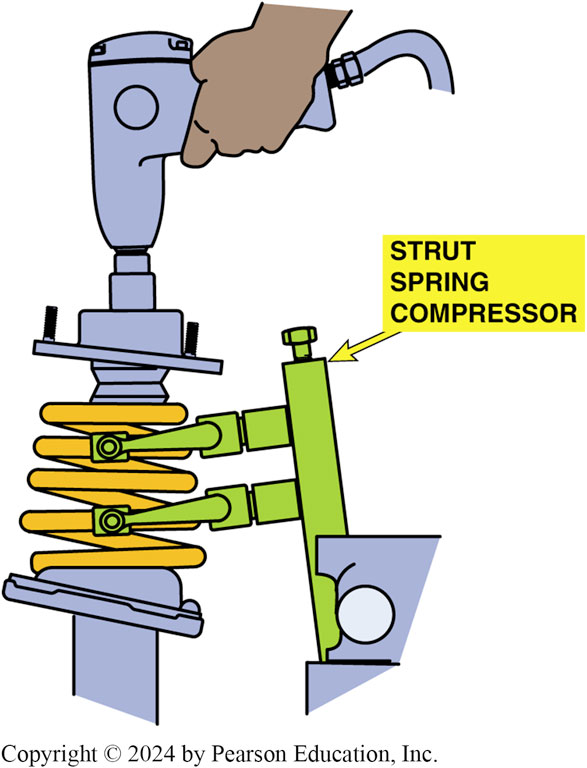 STRUT
SPRING
COMPRESSOR
Copyright © 2024 by Pearson Education, Inc.